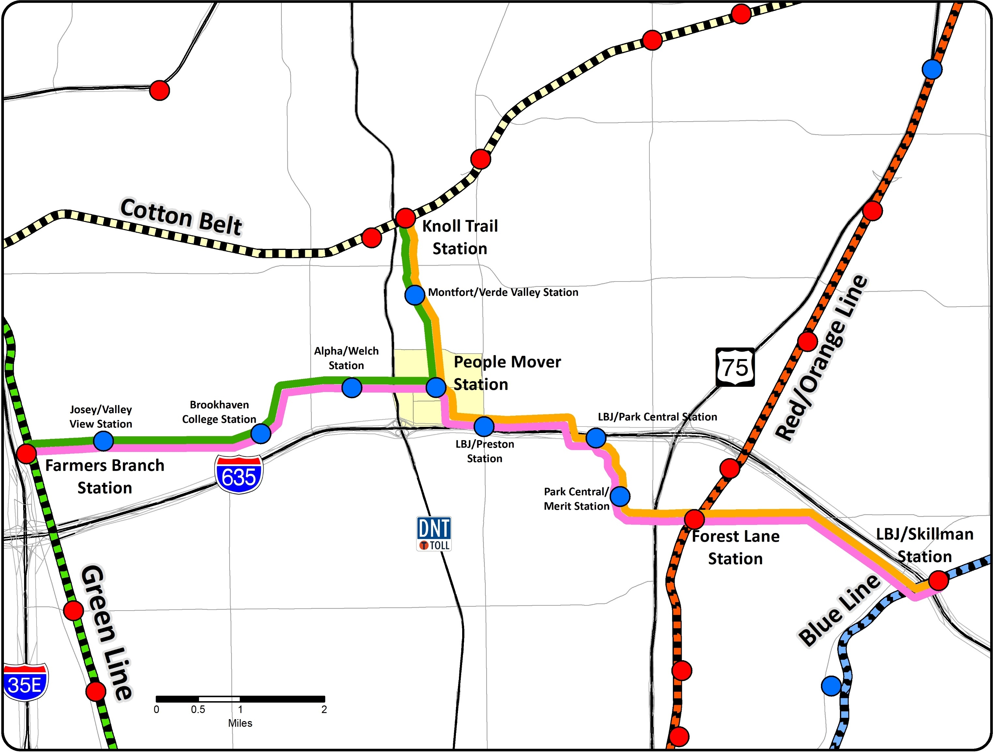 Cotton Belt
Knoll Trail
Station
Montfort/Verde Valley Station
Red/Orange Line
Alpha/Welch
Station
People Mover
Station
75
Josey/Valley
View Station
Brookhaven
College Station
LBJ/Park Central Station
LBJ/Preston
Station
Farmers Branch
Station
635
Park Central/
Merit Station
DNT
T TOLL
Forest Lane
Station
LBJ/Skillman
Station
Green Line
Blue Line
35E
0 0.5 1 2
Miles